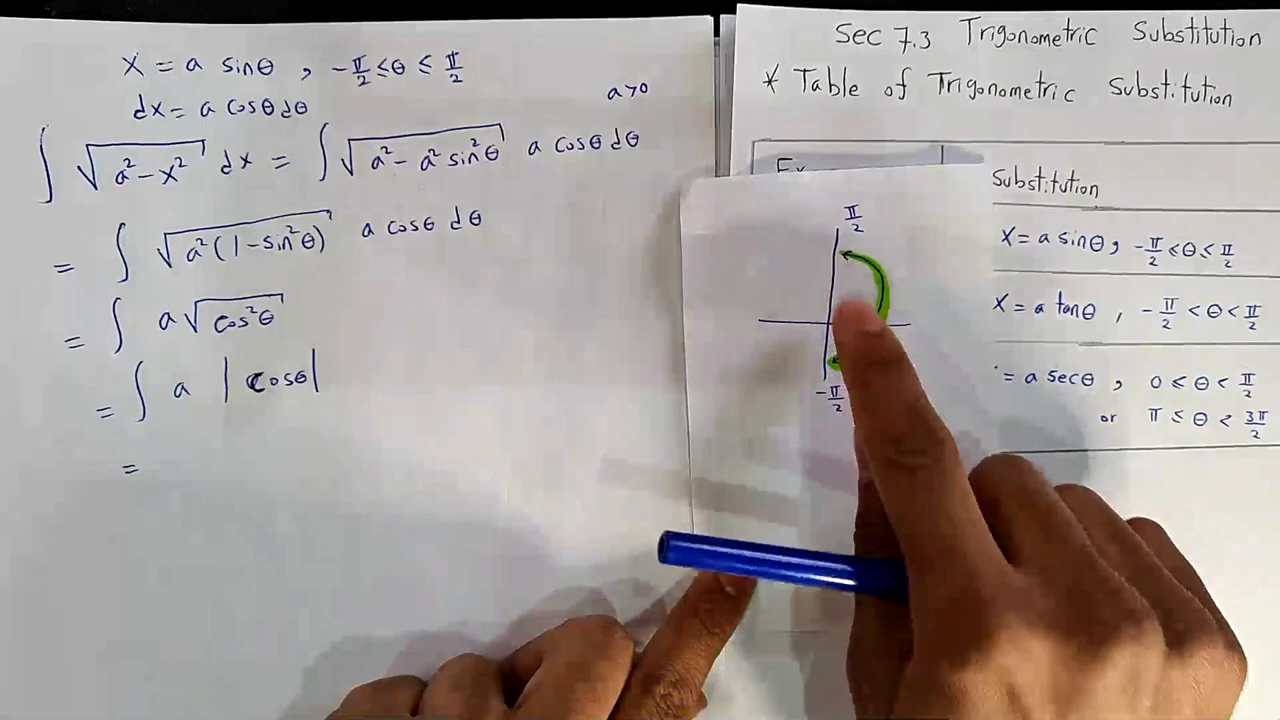 x = a sinθ , -π/2 ≤ θ ≤ π/2
dx = a cosθ dθ
a>0
∫ √(a² - x²) dx = ∫ √(a² - a² sin²θ) a cosθ dθ
= ∫ √(a²(1-sin²θ)) a cosθ dθ
= ∫ a √(cos²θ)
= ∫ a |cosθ|
=
Sec 7.3 Trigonometric Substitution
* Table of Trigonometric Substitution
Substitution
x = a sinθ, -π/2 ≤ θ ≤ π/2
x = a tanθ , -π/2 < θ < π/2
= a secθ , 0 ≤ θ < π/2
or π ≤ θ < 3π/2
π/2
-π/2